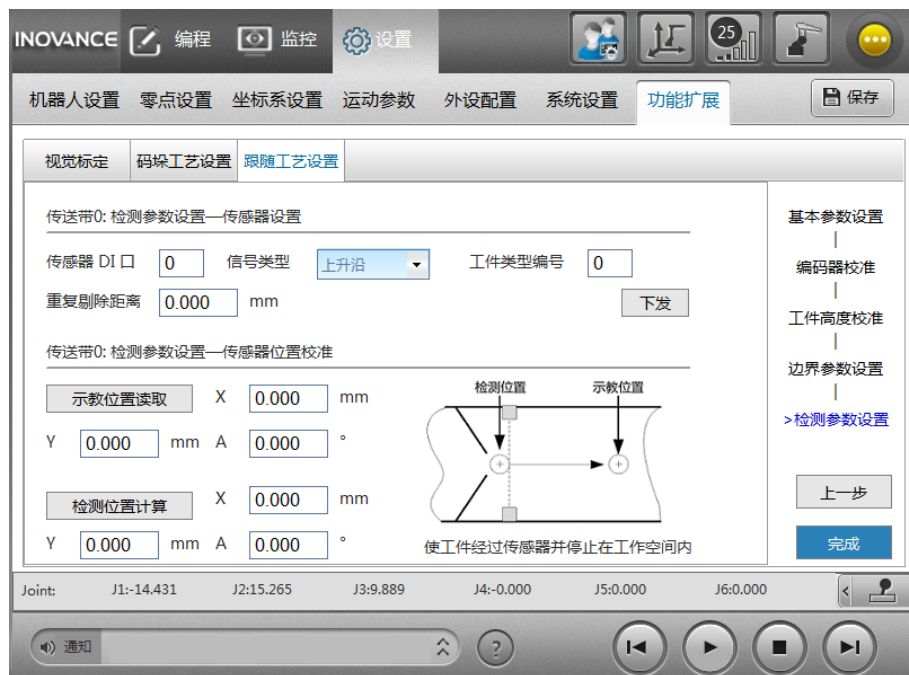 INOVANCE 编程 监控 设置 25
机器人设置 零点设置 坐标系设置 运动参数 外设配置 系统设置 功能扩展 保存
视觉标定 码垛工艺设置 跟随工艺设置
传送带0: 检测参数设置—传感器设置
传感器 DI 口 0 信号类型 上升沿 工件类型编号 0
重复剔除距离 0.000 mm 下发
传送带0: 检测参数设置—传感器位置校准
示教位置读取 X 0.000 mm
Y 0.000 mm A 0.000 °
检测位置计算 X 0.000 mm
Y 0.000 mm A 0.000 °
检测位置 示教位置
使工件经过传感器并停止在工作空间内
基本参数设置
编码器校准
工件高度校准
边界参数设置
>检测参数设置
上一步
完成
Joint: J1:-14.431 J2:15.265 J3:9.889 J4:-0.000 J5:0.000 J6:0.000 <
通知 ?